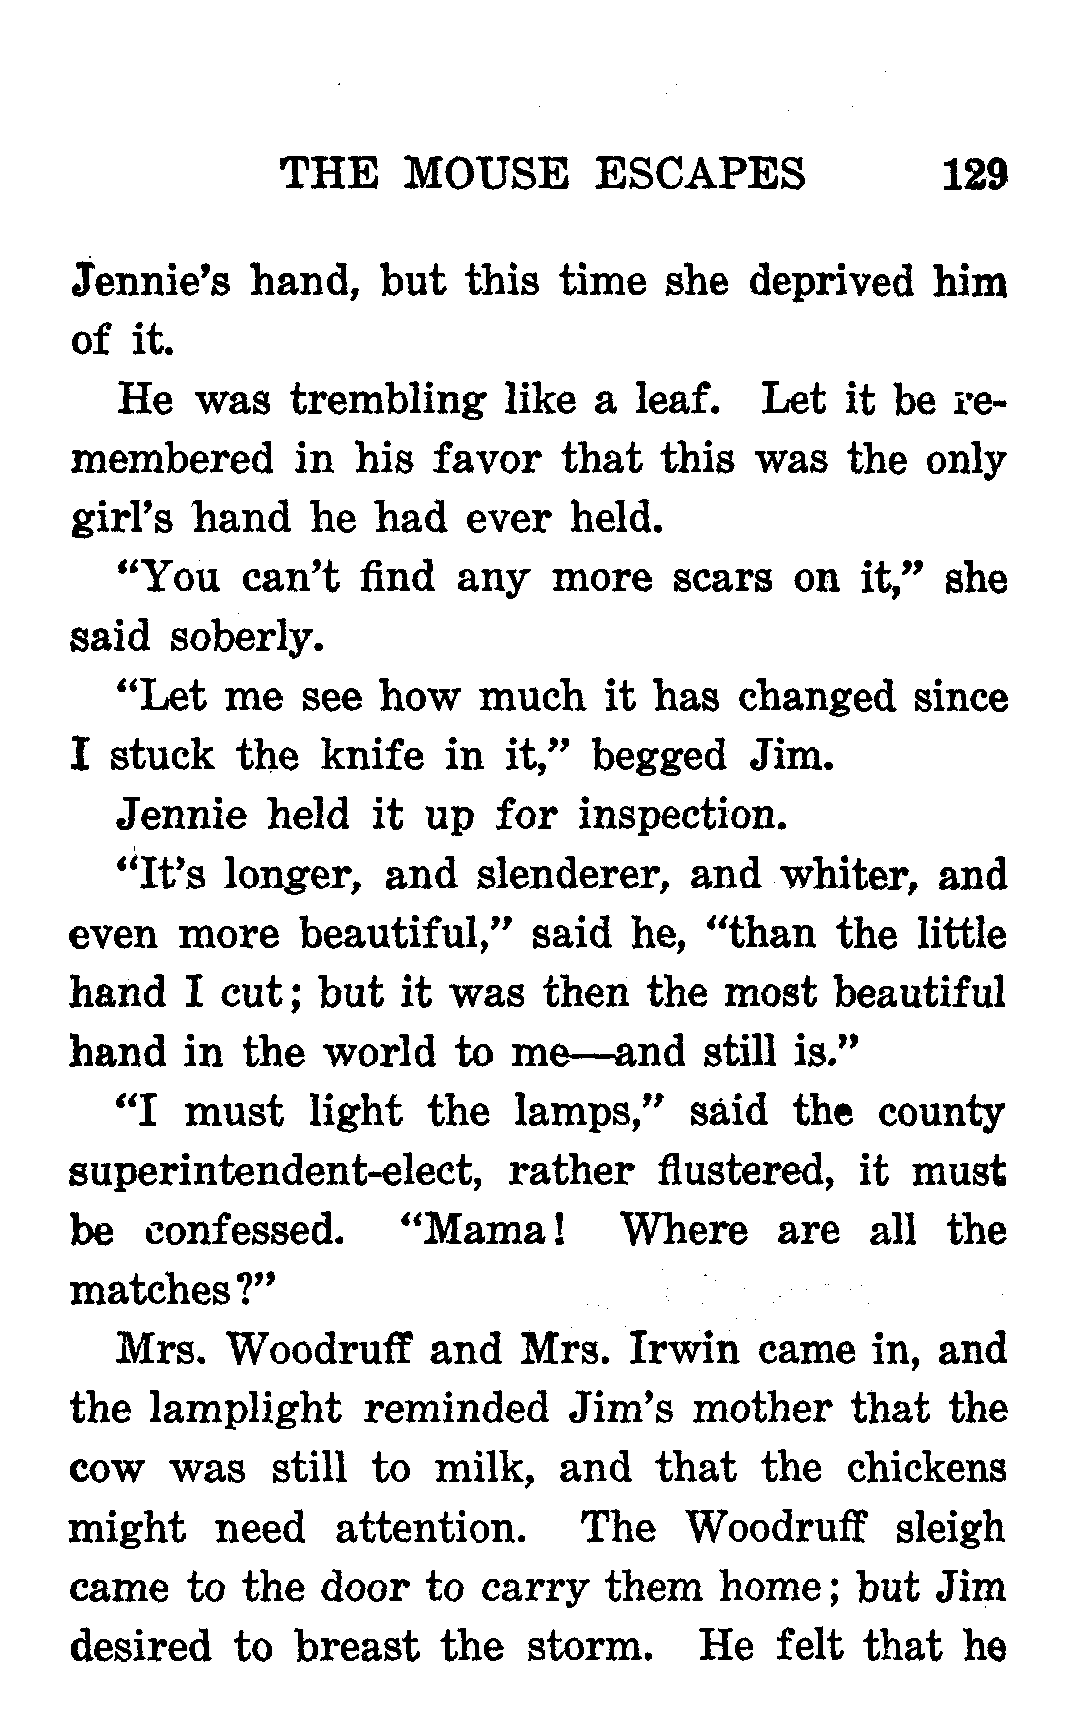 THE MOUSE ESCAPES 129
Jennie's hand, but this time she deprived him
of it.
He was trembling like a leaf. Let it be re-
membered in his favor that this was the only
girl's hand he had ever held.
“You can't find any more scars on it,” she
said soberly.
“Let me see how much it has changed since
I stuck the knife in it,” begged Jim.
Jennie held it up for inspection.
“It's longer, and slenderer, and whiter, and
even more beautiful,” said he, “than the little
hand I cut; but it was then the most beautiful
hand in the world to me—and still is.”
“I must light the lamps,” said the county
superintendent-elect, rather flustered, it must
be confessed. “Mama! Where are all the
matches?”
Mrs. Woodruff and Mrs. Irwin came in, and
the lamplight reminded Jim's mother that the
cow was still to milk, and that the chickens
might need attention. The Woodruff sleigh
came to the door to carry them home; but Jim
desired to breast the storm. He felt that he